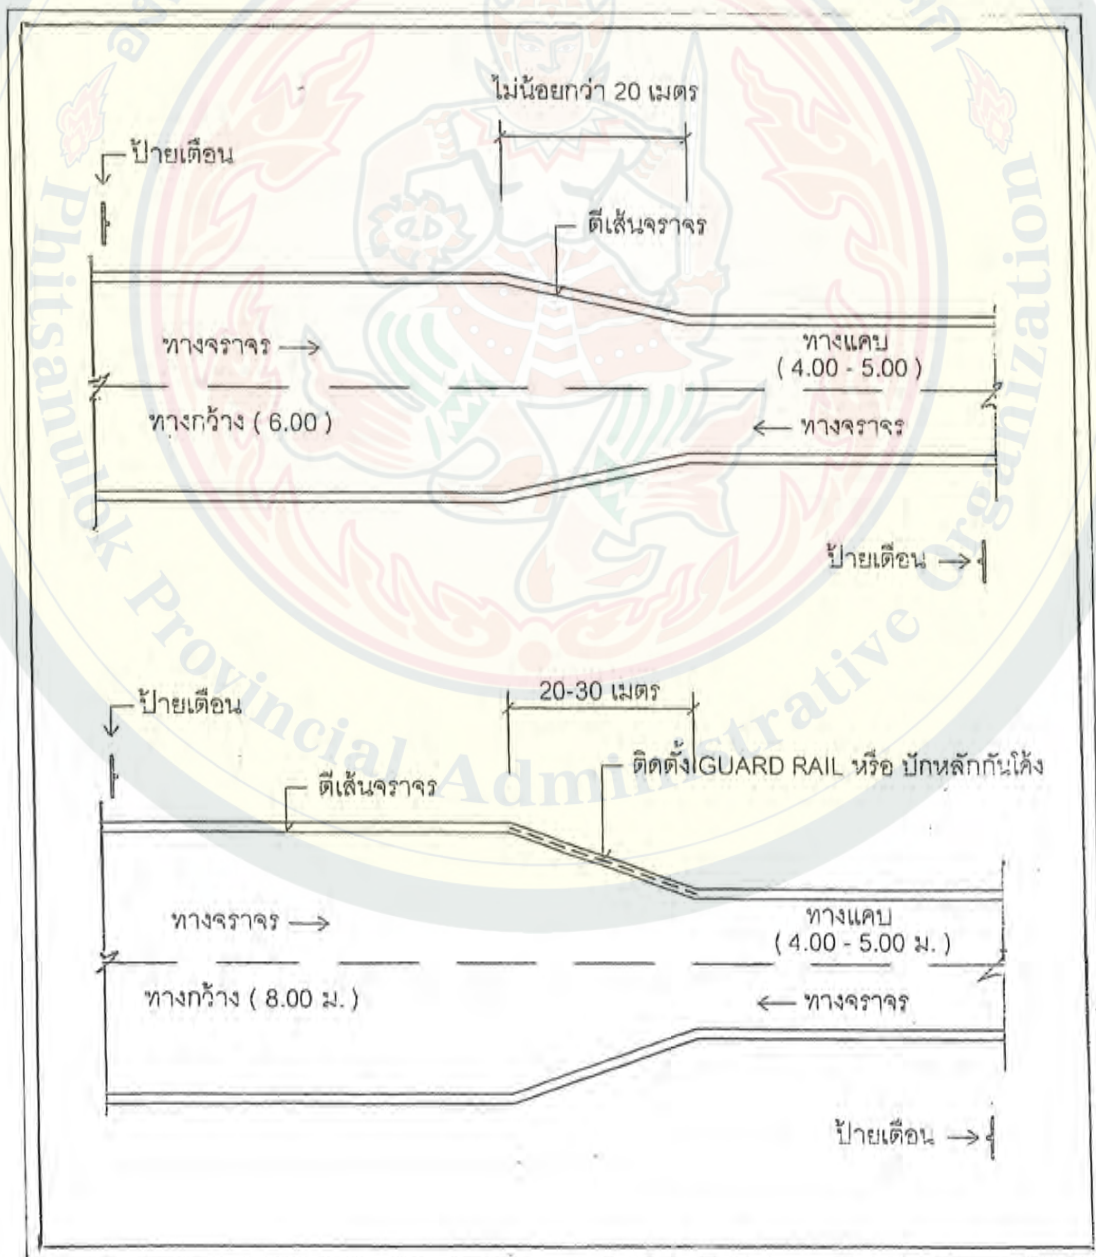 ไม่น้อยกว่า 20 เมตร
ป้ายเตือน
ตีเส้นจราจร
ทางจราจร
ทางแคบ
( 4.00 - 5.00 )
ทางกว้าง ( 6.00 )
ทางจราจร
ป้ายเตือน
20-30 เมตร
ป้ายเตือน
ติดตั้ง GUARD RAIL หรือ ปักหลักกันโค้ง
ตีเส้นจราจร
ทางจราจร
ทางแคบ
( 4.00 - 5.00 ม. )
ทางกว้าง ( 8.00 ม. )
ทางจราจร
ป้ายเตือน
Phitsanulok Provincial Administrative Organization